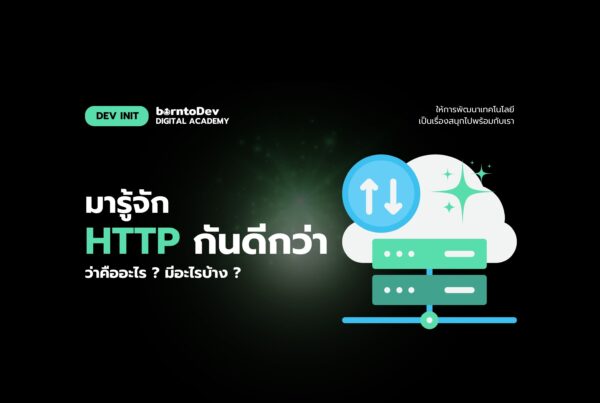 DEV INIT
borntoDev
DIGITAL ACADEMY
ให้การพัฒนาเทคโนโลยี
เป็นเรื่องสนุกไปพร้อมกับเรา
มารู้จัก
HTTP กันดีกว่า
ว่าคืออะไร ? มีอะไรบ้าง ?